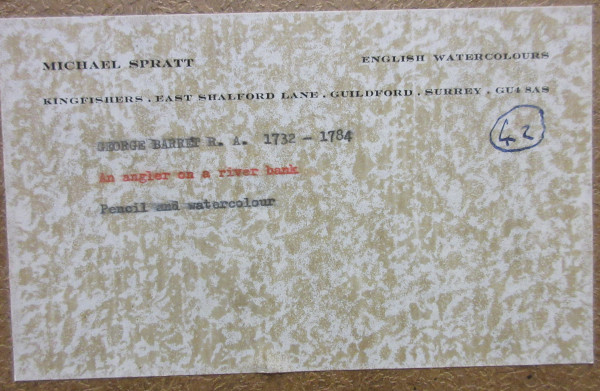 MICHAEL SPRATT ENGLISH WATERCOLOURS
KINGFISHERS . EAST SHALFORD LANE . GUILDFORD . SURREY . GU4 8AS
GEORGE BARRET R. A. 1732 - 1784
42
An angler on a river bank
Pencil and watercolour